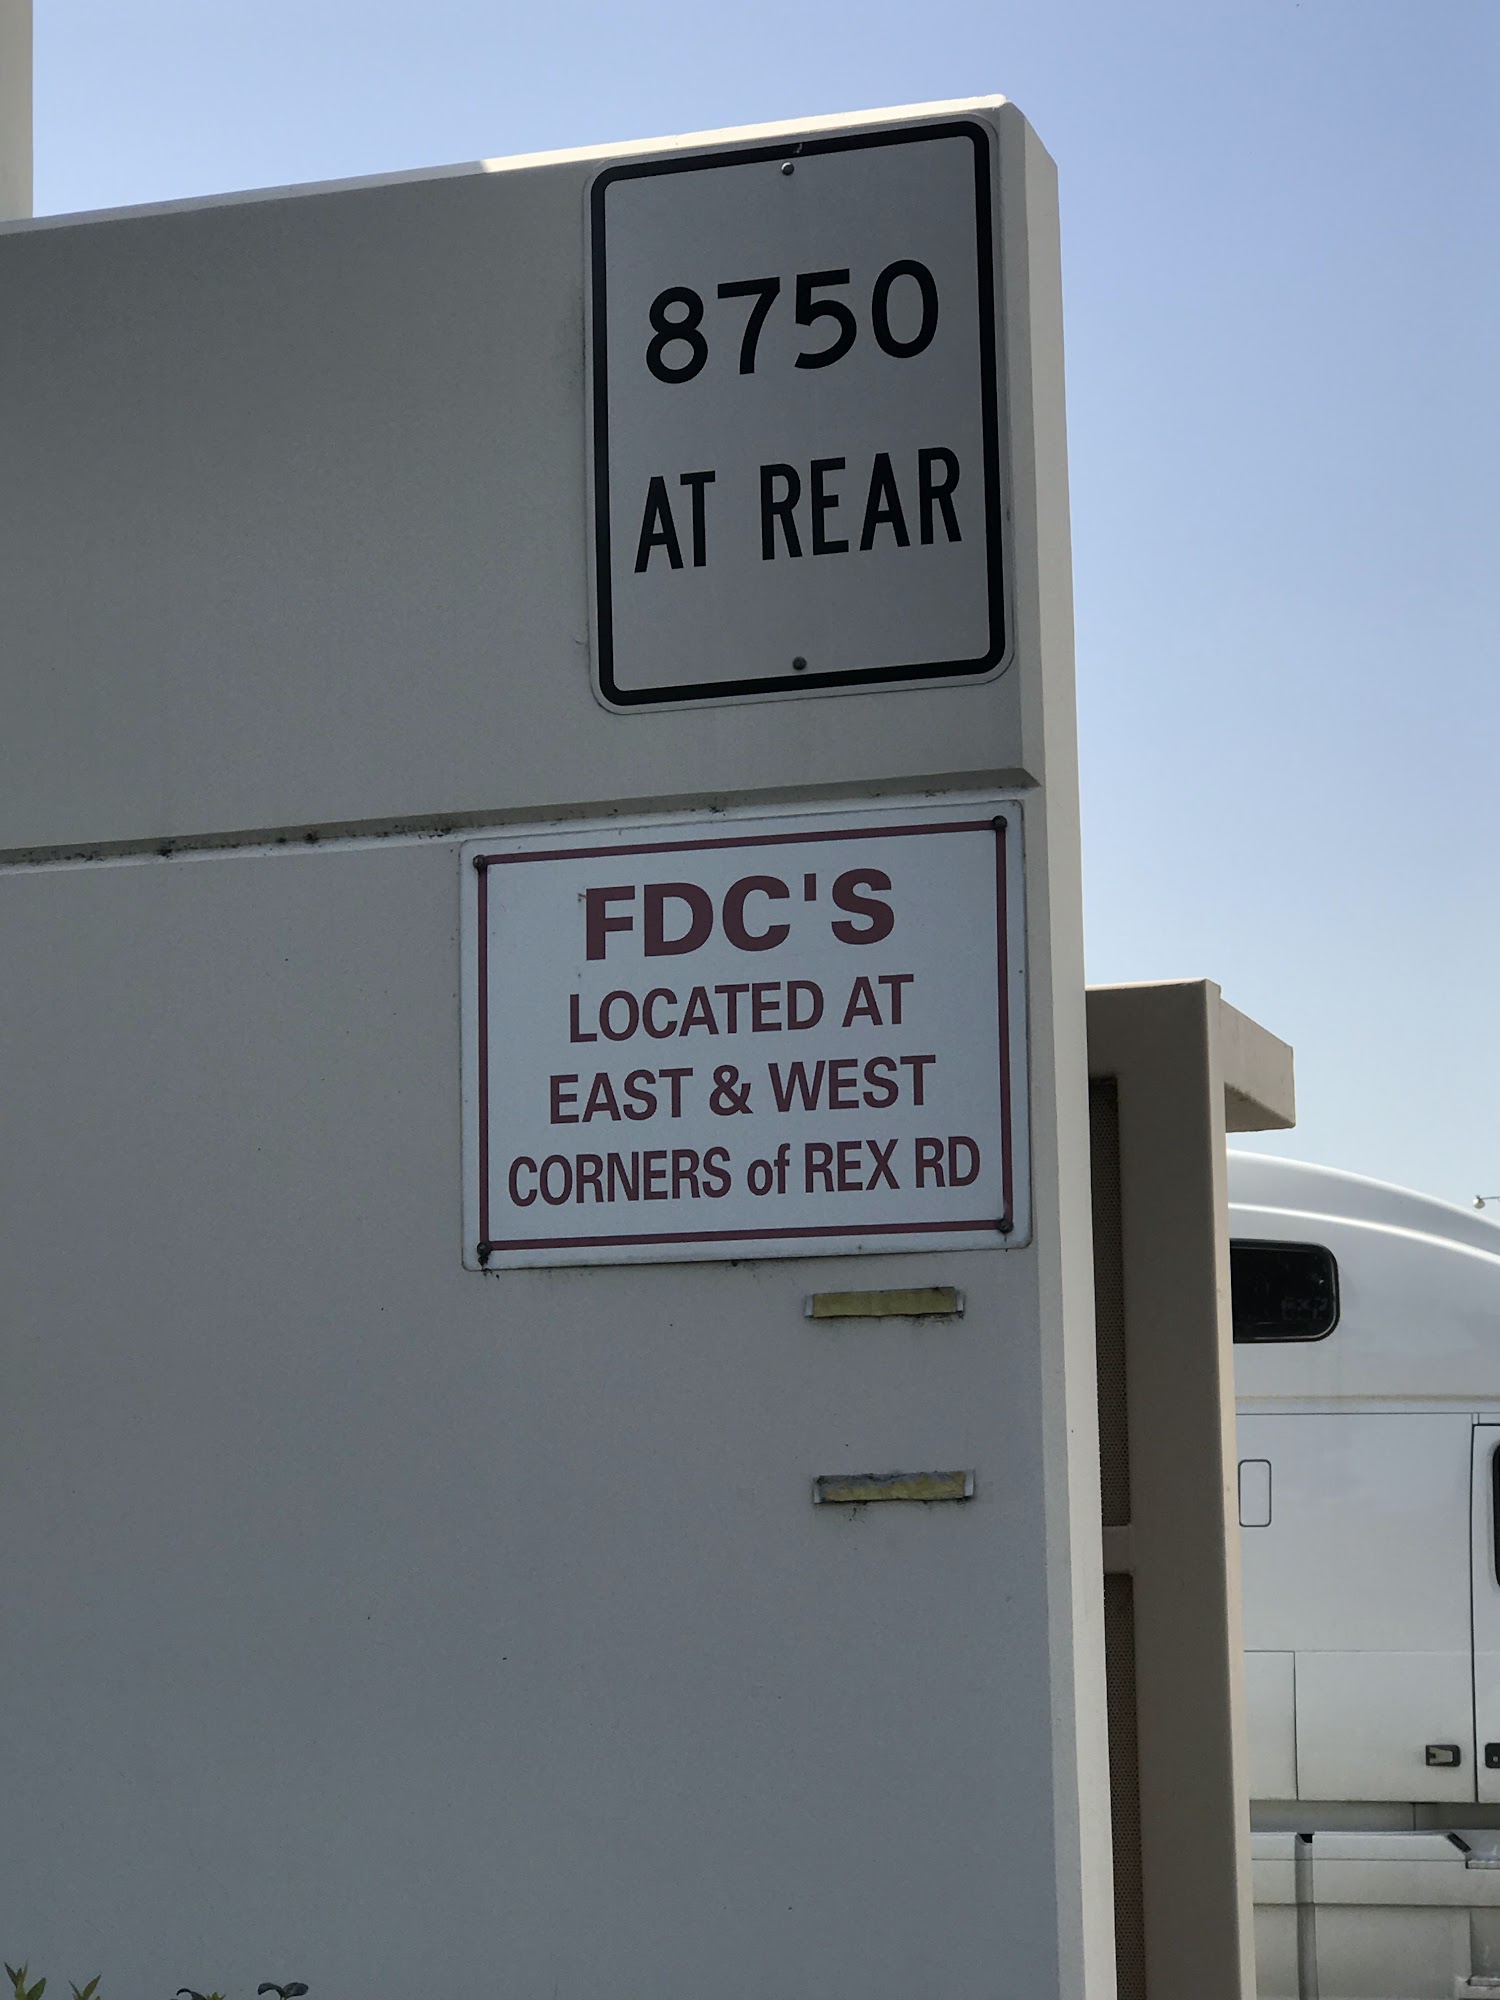 8750
AT REAR
FDC'S
LOCATED AT
EAST & WEST
CORNERS of REX RD